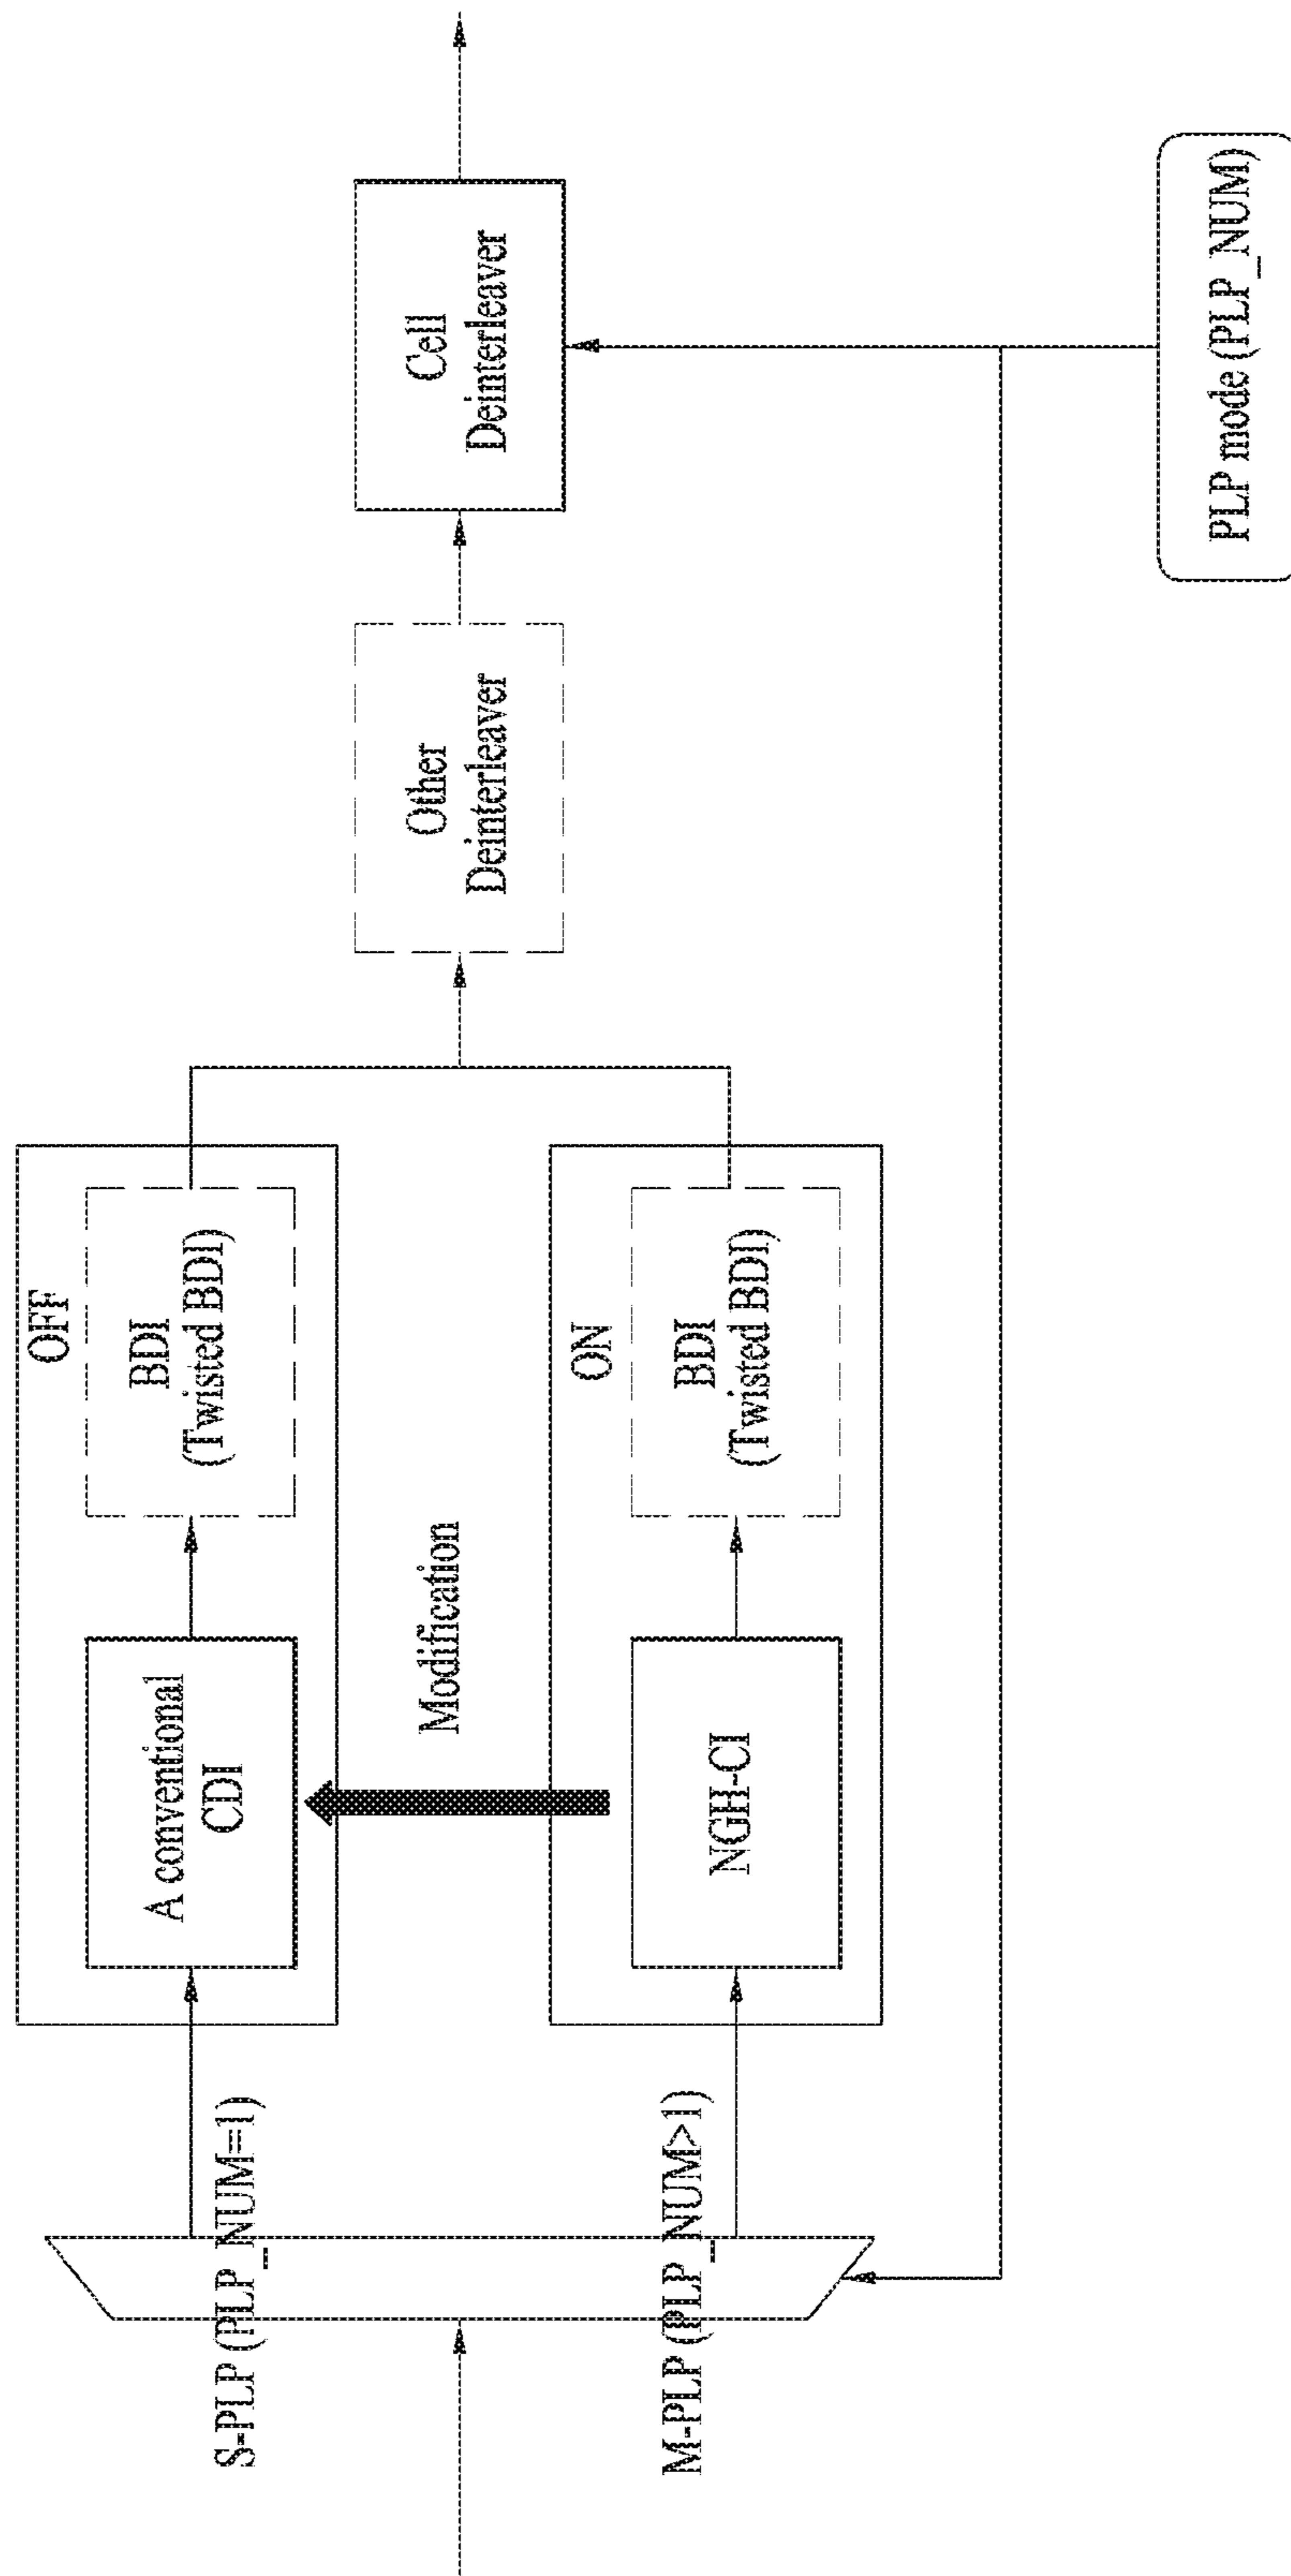 S-PLP (PLP_NUM=1)
M-PLP (PLP_NUM>1)
OFF
A conventional
CDI
BDI
(Twisted BDI)
Modification
ON
NGH-CI
BDI
(Twisted BDI)
Other
Deinterleaver
Cell
Deinterleaver
PLP mode (PLP_NUM)